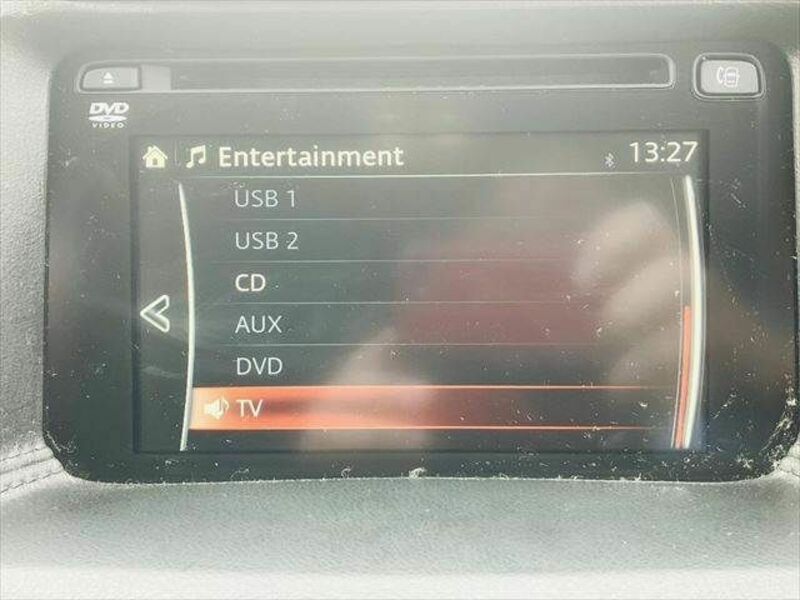 DVD
VIDEO
Entertainment
13:27
USB 1
USB 2
CD
AUX
DVD
TV